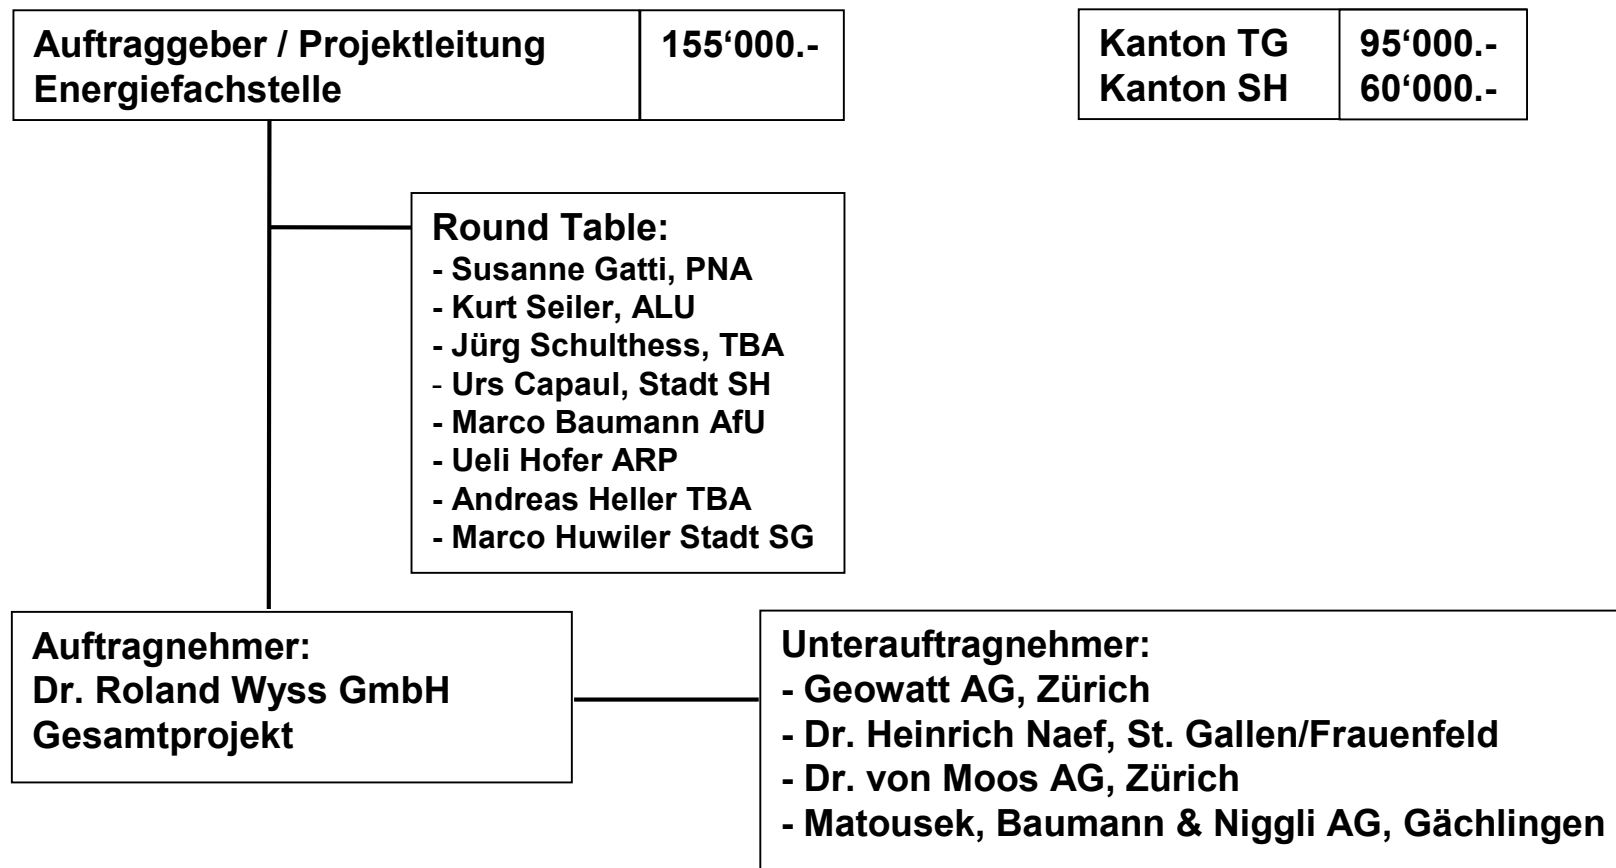 Auftraggeber / Projektleitung 155‘000.-
Energiefachstelle
Kanton TG 95‘000.-
Kanton SH 60‘000.-
Round Table:
- Susanne Gatti, PNA
- Kurt Seiler, ALU
- Jürg Schulthess, TBA
- Urs Capaul, Stadt SH
- Marco Baumann AfU
- Ueli Hofer ARP
- Andreas Heller TBA
- Marco Huwiler Stadt SG
Auftragnehmer:
Dr. Roland Wyss GmbH
Gesamtprojekt
Unterauftragnehmer:
- Geowatt AG, Zürich
- Dr. Heinrich Naef, St. Gallen/Frauenfeld
- Dr. von Moos AG, Zürich
- Matousek, Baumann & Niggli AG, Gächlingen